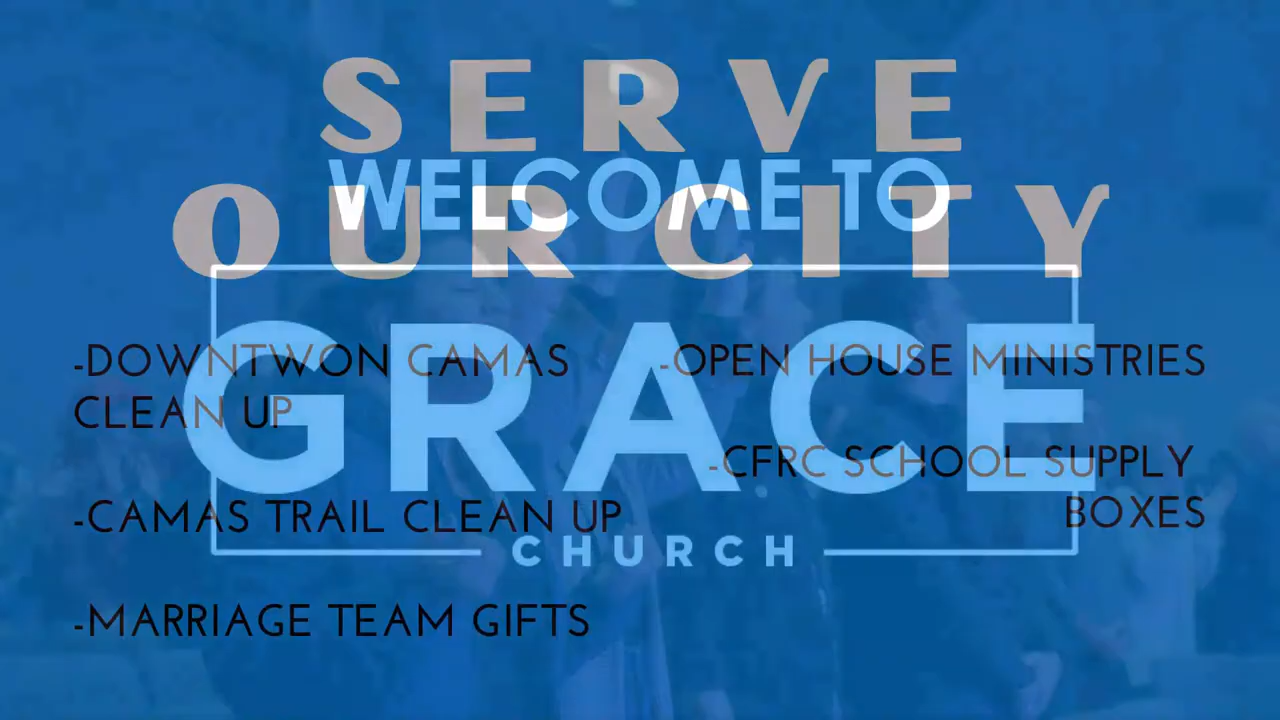 SERVE
WELCOME TO
OUR CITY
GRACE
-DOWNTWON CAMAS
CLEAN UP
-OPEN HOUSE MINISTRIES
-CFRC SCHOOL SUPPLY
BOXES
-CAMAS TRAIL CLEAN UP
CHURCH
-MARRIAGE TEAM GIFTS